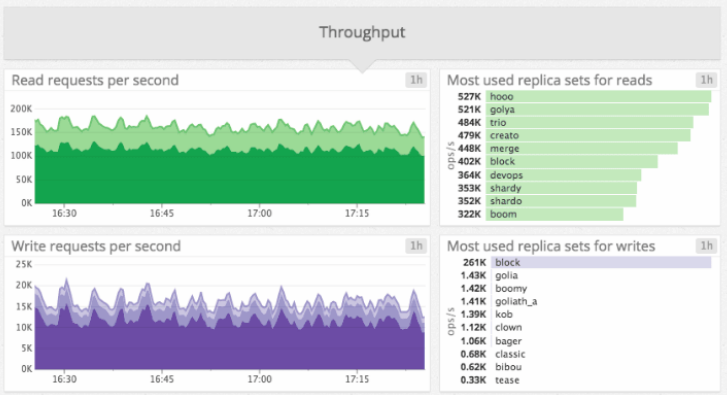 Throughput
Read requests per second 1h
200K
150K
100K
50K
0K
16:30 16:45 17:00 17:15
Most used replica sets for reads 1h
ops/s
527K hooo
521K golya
484K trio
479K creato
448K merge
402K block
364K devops
353K shardy
352K shardo
322K boom
Write requests per second 1h
25K
20K
15K
10K
5K
0K
16:30 16:45 17:00 17:15
Most used replica sets for writes 1h
ops/s
261K block
1.43K golia
1.42K boomy
1.41K goliath_a
1.39K kob
1.12K clown
1.06K bager
0.68K classic
0.62K bibou
0.33K tease